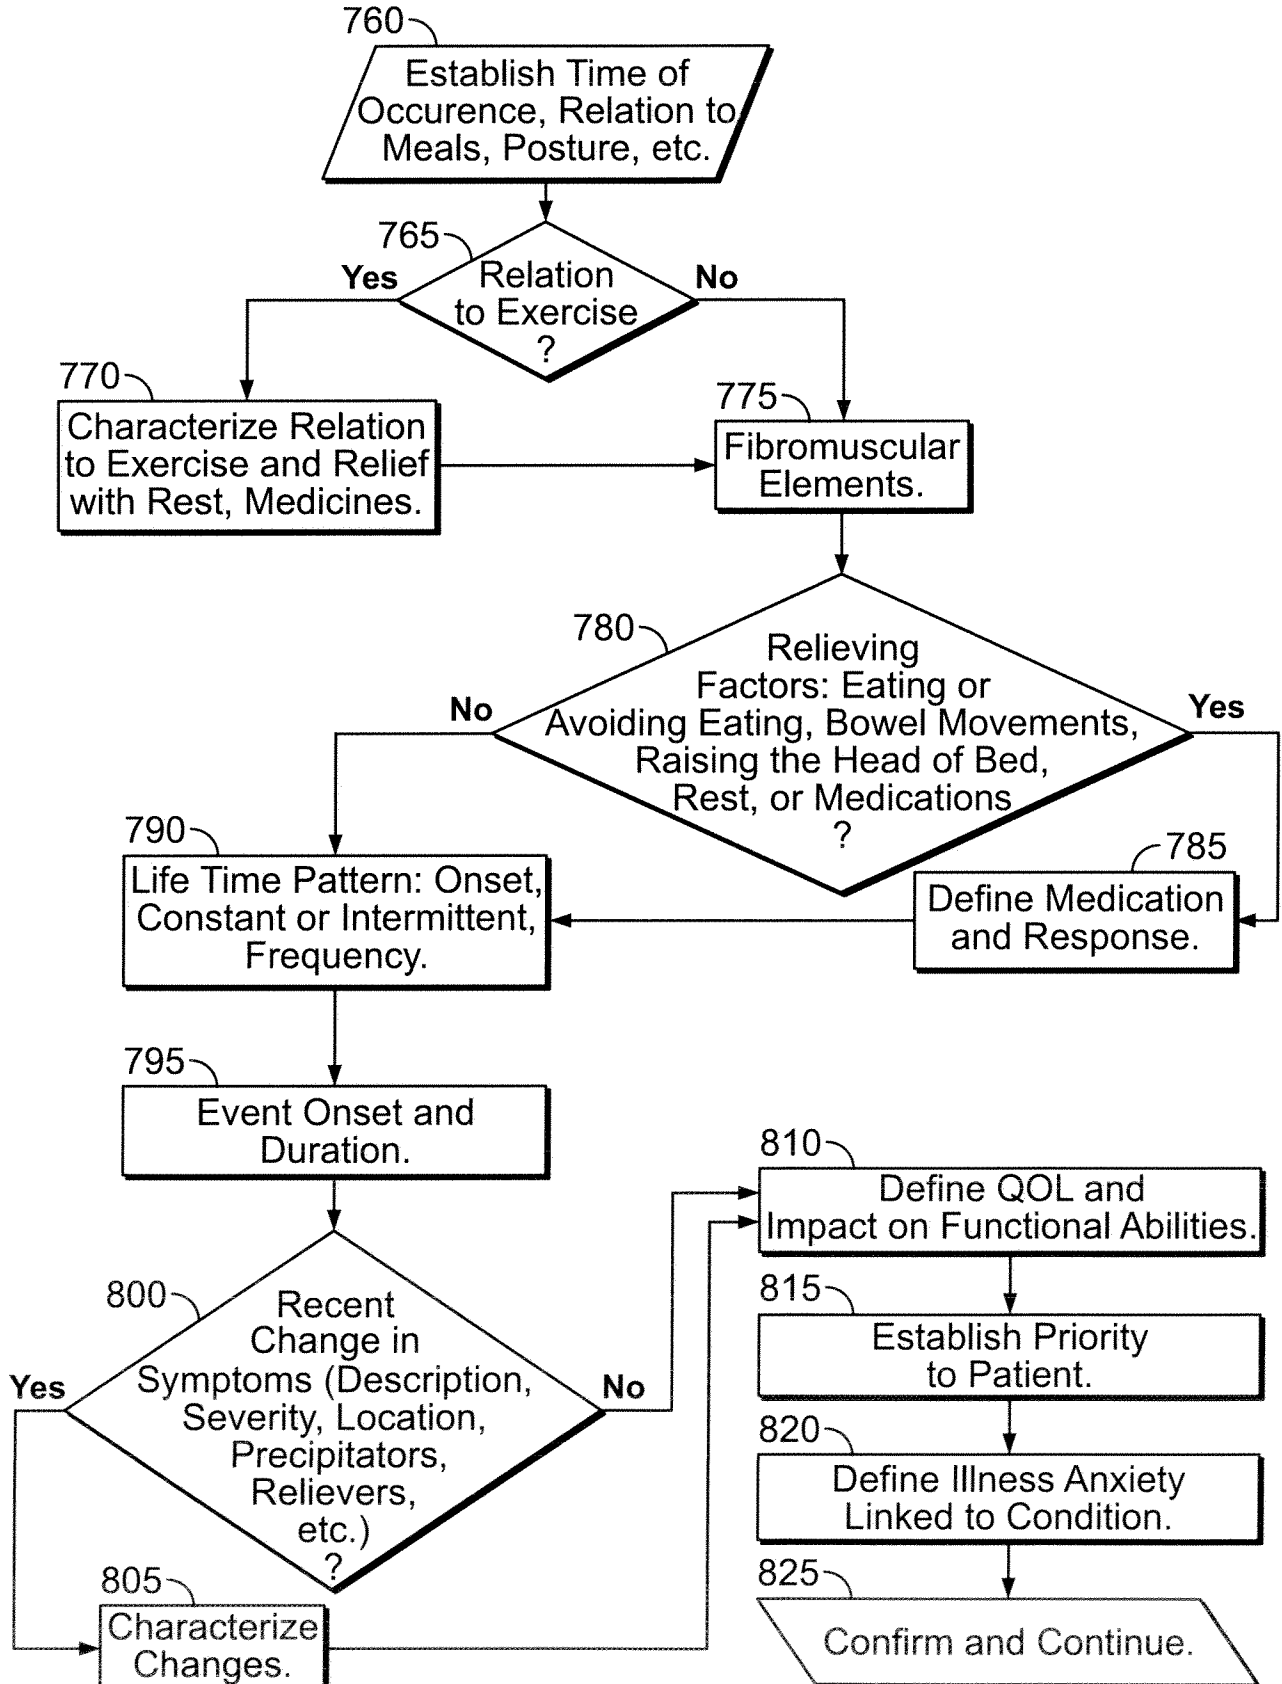 760
Establish Time of
Occurence, Relation to
Meals, Posture, etc.
765
Yes
Relation
to Exercise
?
No
770
Characterize Relation
to Exercise and Relief
with Rest, Medicines.
775
Fibromuscular
Elements.
780
No
Relieving
Factors: Eating or
Avoiding Eating, Bowel Movements,
Raising the Head of Bed,
Rest, or Medications
?
Yes
785
Define Medication
and Response.
790
Life Time Pattern: Onset,
Constant or Intermittent,
Frequency.
795
Event Onset and
Duration.
800
Yes
Recent
Change in
Symptoms (Description,
Severity, Location,
Precipitators,
Relievers,
etc.)
?
No
805
Characterize
Changes.
810
Define QOL and
Impact on Functional Abilities.
815
Establish Priority
to Patient.
820
Define Illness Anxiety
Linked to Condition.
825
Confirm and Continue.